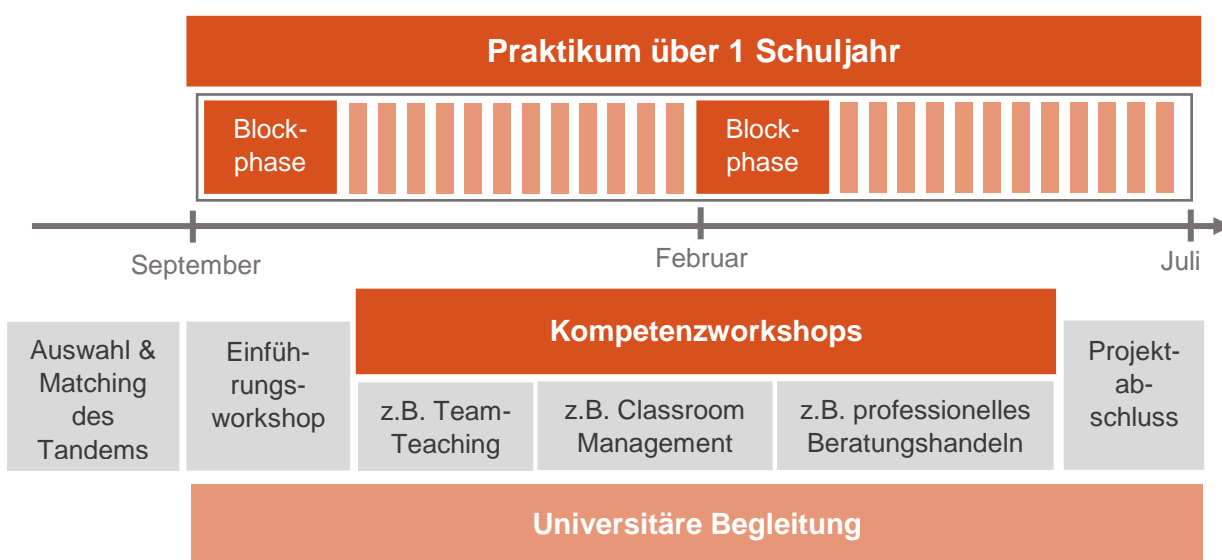 Praktikum über 1 Schuljahr
Block-
phase
Block-
phase
September
Februar
Juli
Auswahl &
Matching
des
Tandems
Einfüh-
rungs-
workshop
Kompetenzworkshops
z.B. Team-
Teaching
z.B. Classroom
Management
z.B. professionelles
Beratungshandeln
Projekt-
ab-
schluss
Universitäre Begleitung